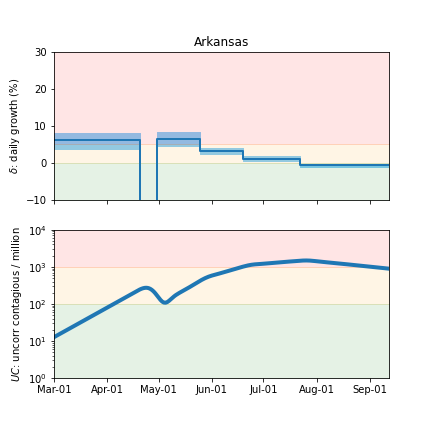 Arkansas
δ: daily growth (%)
30
20
10
0
−10
UC: uncorr contagious / million
10⁴
10³
10²
10¹
10⁰
Mar-01 Apr-01 May-01 Jun-01 Jul-01 Aug-01 Sep-01